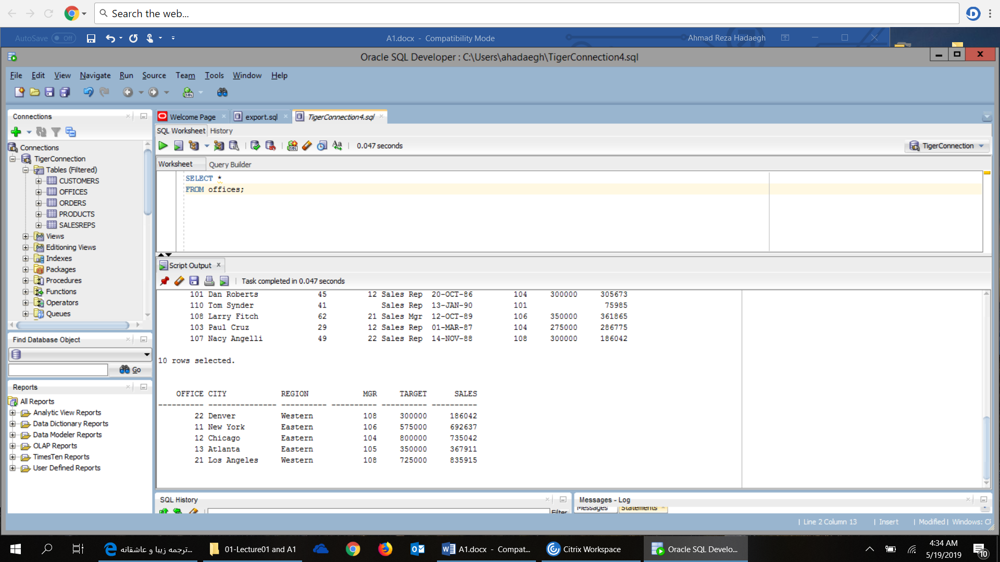 Search the web...
AutoSave Off
A1.docx - Compatibility Mode
Ahmad Reza Hadaegh
Oracle SQL Developer : C:\Users\ahadaegh\TigerConnection4.sql
File Edit View Navigate Run Source Team Tools Window Help
Connections
Connections
TigerConnection
Tables (Filtered)
CUSTOMERS
OFFICES
ORDERS
PRODUCTS
SALESREPS
Views
Editioning Views
Indexes
Packages
Procedures
Functions
Operators
Queues
Find Database Object
Go
Reports
All Reports
Analytic View Reports
Data Dictionary Reports
Data Modeler Reports
OLAP Reports
TimesTen Reports
User Defined Reports
Welcome Page export.sql TigerConnection4.sql
SQL Worksheet History
0.047 seconds
TigerConnection
Worksheet Query Builder
SELECT *
FROM offices;
Script Output
Task completed in 0.047 seconds
101 Dan Roberts 45 12 Sales Rep 20-OCT-86 104 300000 305673
110 Tom Synder 41 Sales Rep 13-JAN-90 101 75985
108 Larry Fitch 62 21 Sales Mgr 12-OCT-89 106 350000 361865
103 Paul Cruz 29 12 Sales Rep 01-MAR-87 104 275000 286775
107 Nacy Angelli 49 22 Sales Rep 14-NOV-88 108 300000 186042
10 rows selected.
OFFICE CITY REGION MGR TARGET SALES
---------- --------------- ---------- ---------- ---------- ----------
22 Denver Western 108 300000 186042
11 New York Eastern 106 575000 692637
12 Chicago Eastern 104 800000 735042
13 Atlanta Eastern 105 350000 367911
21 Los Angeles Western 108 725000 835915
SQL History
Filter
Messages - Log
Messages Statements
Line 2 Column 13 | Insert | Modified | Windows: CF
ترجمه زیبا و عاشقانه...
01-Lecture01 and A1
A1.docx - Compat...
Citrix Workspace
Oracle SQL Develo...
4:34 AM
5/19/2019
10